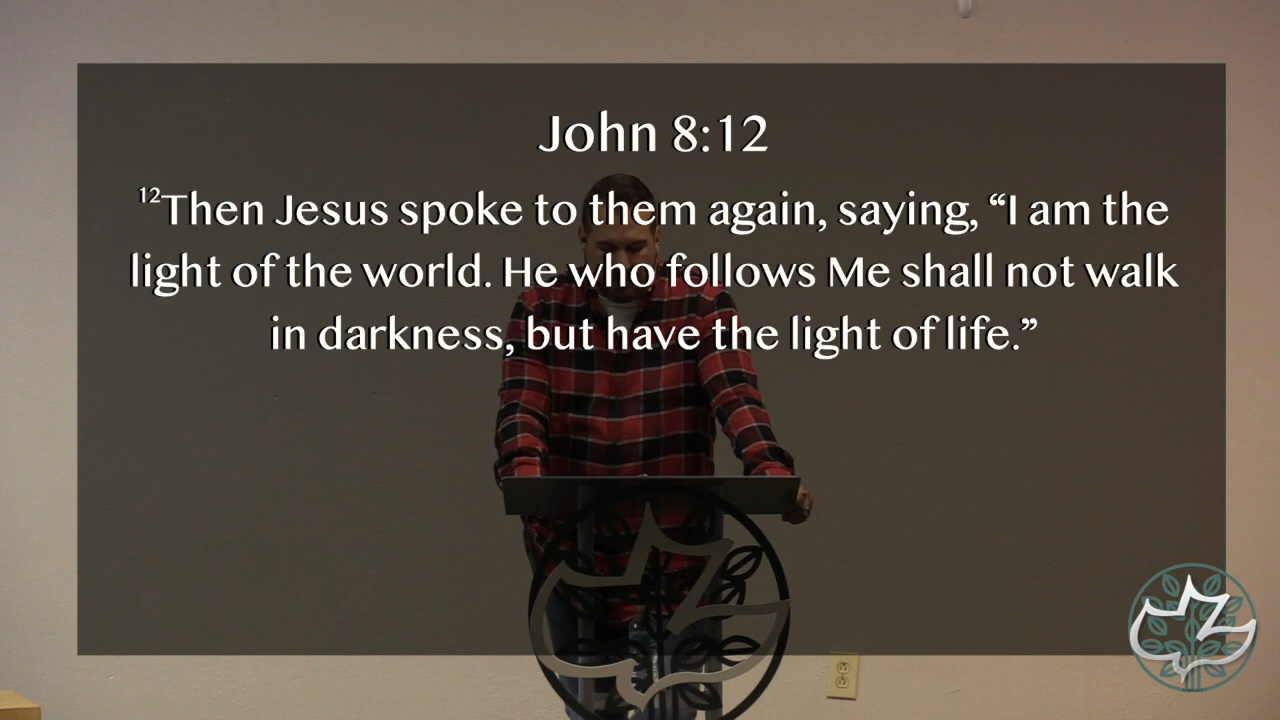 John 8:12
¹²Then Jesus spoke to them again, saying, “I am the
light of the world. He who follows Me shall not walk
in darkness, but have the light of life.”